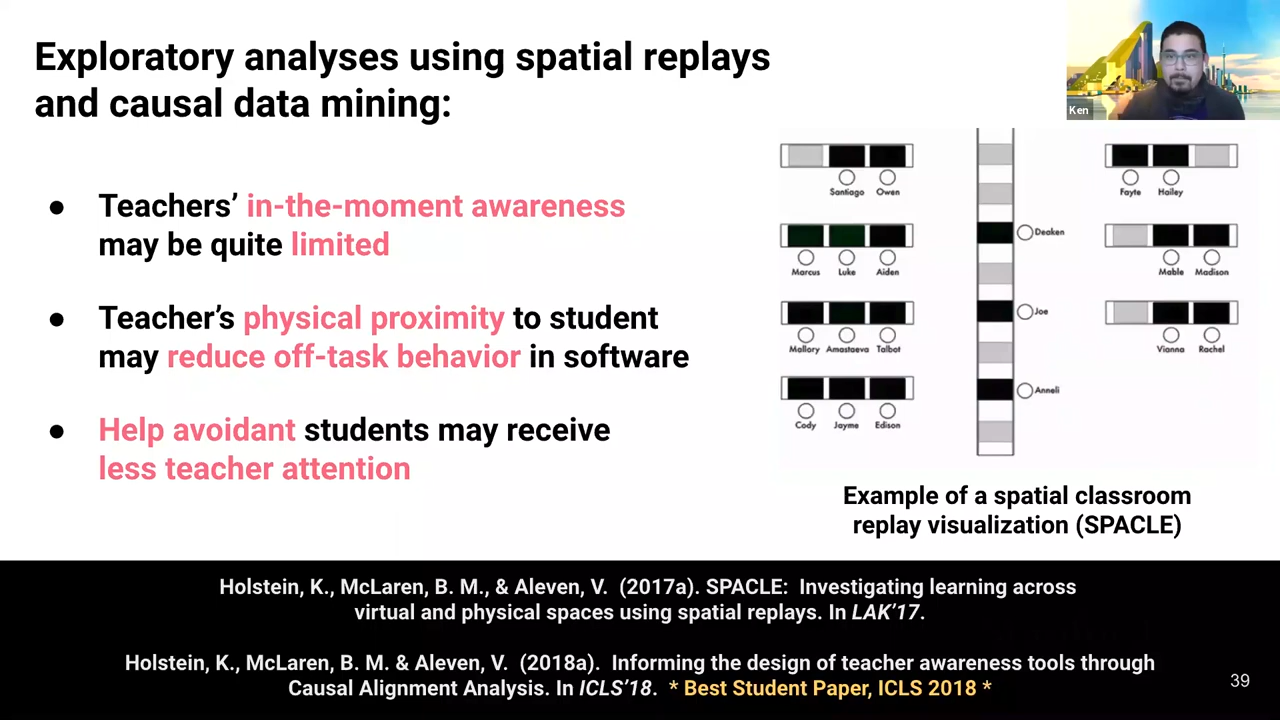 Exploratory analyses using spatial replays
and causal data mining:
Ken
● Teachers’ in-the-moment awareness
may be quite limited
● Teacher’s physical proximity to student
may reduce off-task behavior in software
● Help avoidant students may receive
less teacher attention
Santiago Owen
Fayte Hailey
Deaken
Marcus Luke Aiden
Mable Madison
Joe
Mallory Amastaeva Talbot
Vianna Rachel
Anneli
Cody Jayme Edison
Example of a spatial classroom
replay visualization (SPACLE)
Holstein, K., McLaren, B. M., & Aleven, V. (2017a). SPACLE: Investigating learning across
virtual and physical spaces using spatial replays. In LAK’17.
Holstein, K., McLaren, B. M. & Aleven, V. (2018a). Informing the design of teacher awareness tools through
Causal Alignment Analysis. In ICLS’18. * Best Student Paper, ICLS 2018 *
39